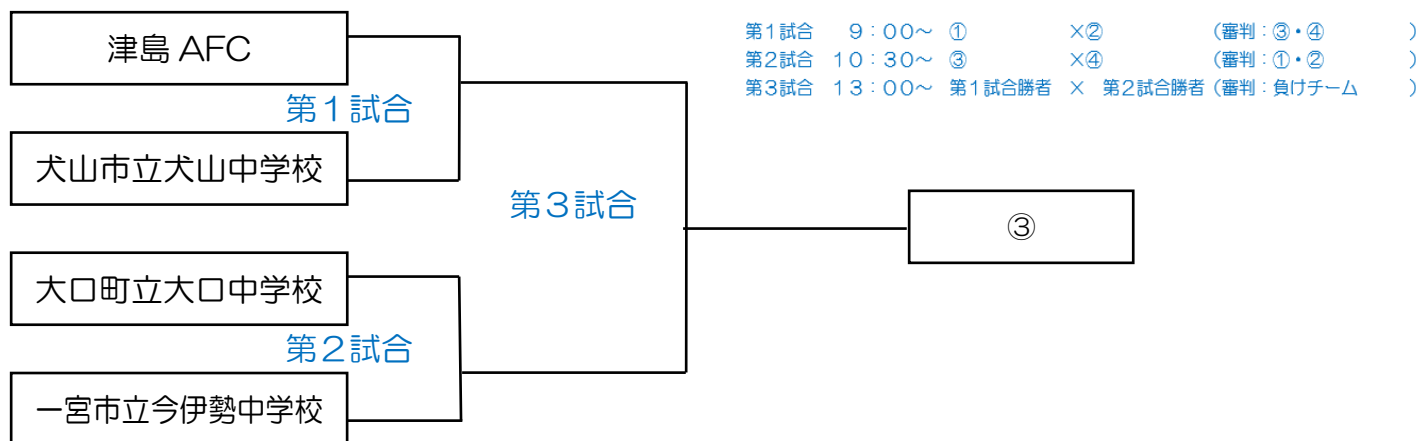 津島 AFC
第１試合
犬山市立犬山中学校
大口町立大口中学校
第２試合
一宮市立今伊勢中学校
第３試合
③
第１試合　９：００～　①　×②　（審判：③・④　）
第２試合　１０：３０～　③　×④　（審判：①・②　）
第３試合　１３：００～　第１試合勝者　×　第２試合勝者（審判：負けチーム　）